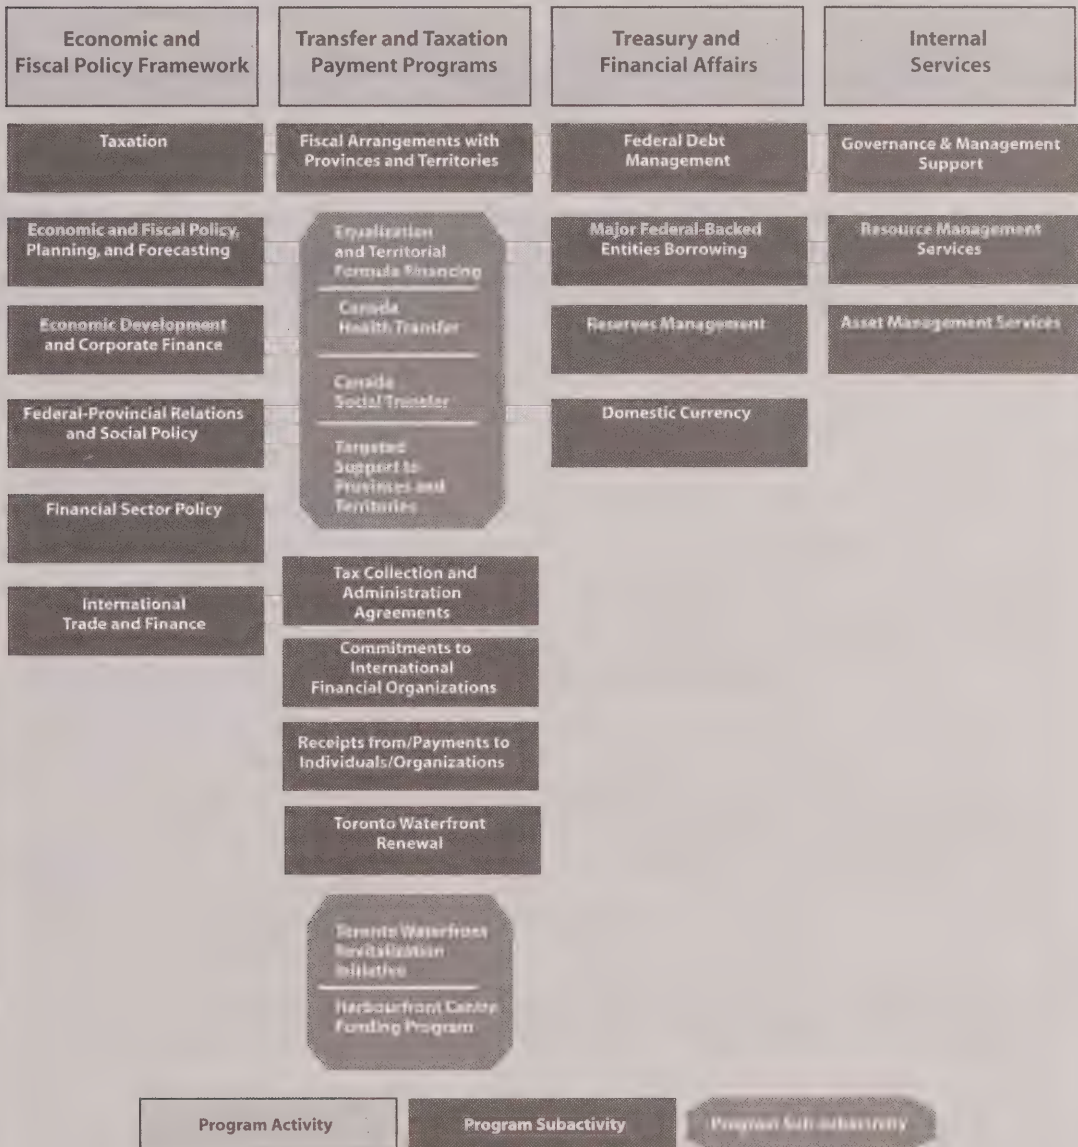 Economic and
Fiscal Policy Framework
Taxation
Economic and Fiscal Policy,
Planning, and Forecasting
Economic Development
and Corporate Finance
Federal-Provincial Relations
and Social Policy
Financial Sector Policy
International
Trade and Finance
Transfer and Taxation
Payment Programs
Fiscal Arrangements with
Provinces and Territories
Equalization
and Territorial
Formula Financing
Canada
Health Transfer
Canada
Social Transfer
Targeted
Support to
Provinces and
Territories
Tax Collection and
Administration
Agreements
Commitments to
International
Financial Organizations
Receipts from/Payments to
Individuals/Organizations
Toronto Waterfront
Renewal
Toronto Waterfront
Revitalization
Initiative
Harbourfront Centre
Funding Program
Treasury and
Financial Affairs
Federal Debt
Management
Major Federal-Backed
Entities Borrowing
Reserves Management
Domestic Currency
Internal
Services
Governance & Management
Support
Resource Management
Services
Asset Management Services
Program Activity
Program Subactivity
Program Sub-subactivity